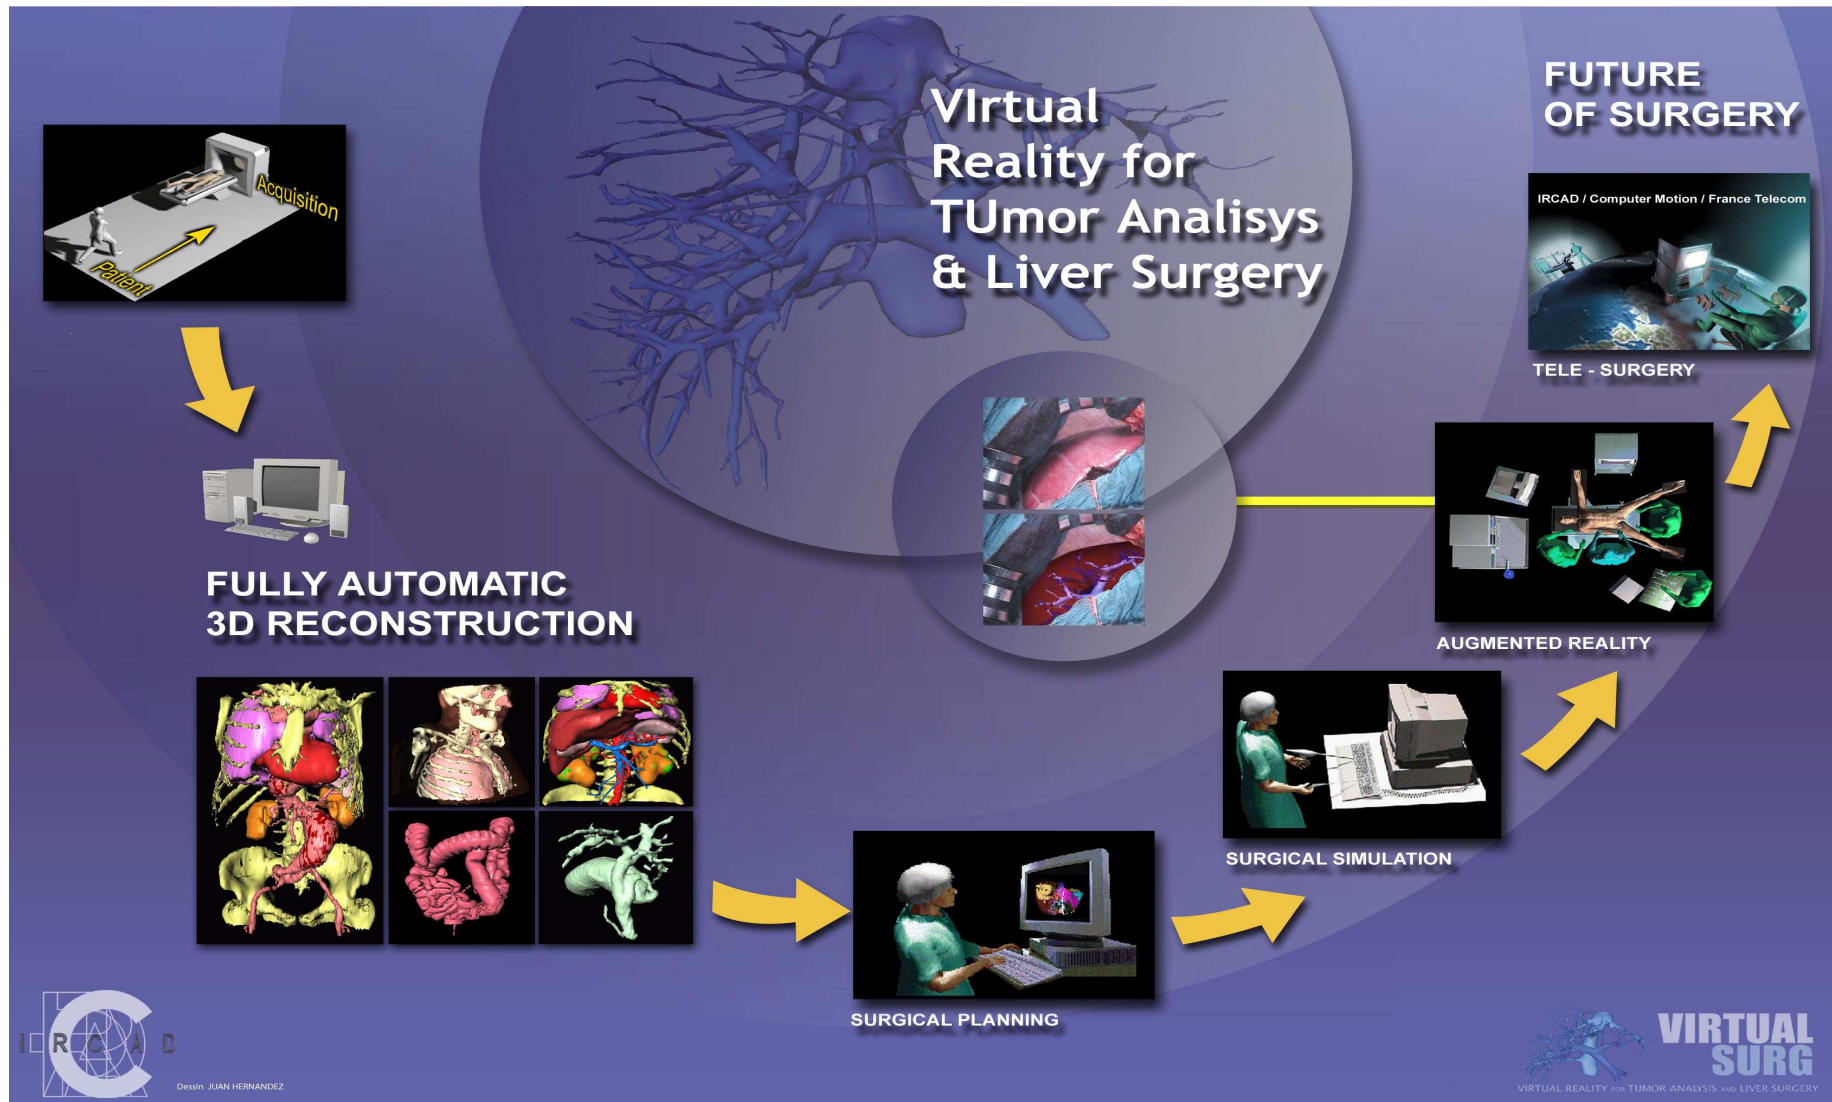 VIrtual
Reality for
TUmor Analisys
& Liver Surgery
FUTURE
OF SURGERY
Acquisition
Patient
IRCAD / Computer Motion / France Telecom
TELE - SURGERY
AUGMENTED REALITY
FULLY AUTOMATIC
3D RECONSTRUCTION
SURGICAL SIMULATION
SURGICAL PLANNING
IRCAD
Dessin JUAN HERNANDEZ
VIRTUAL
SURG
VIRTUAL REALITY FOR TUMOR ANALYSIS AND LIVER SURGERY